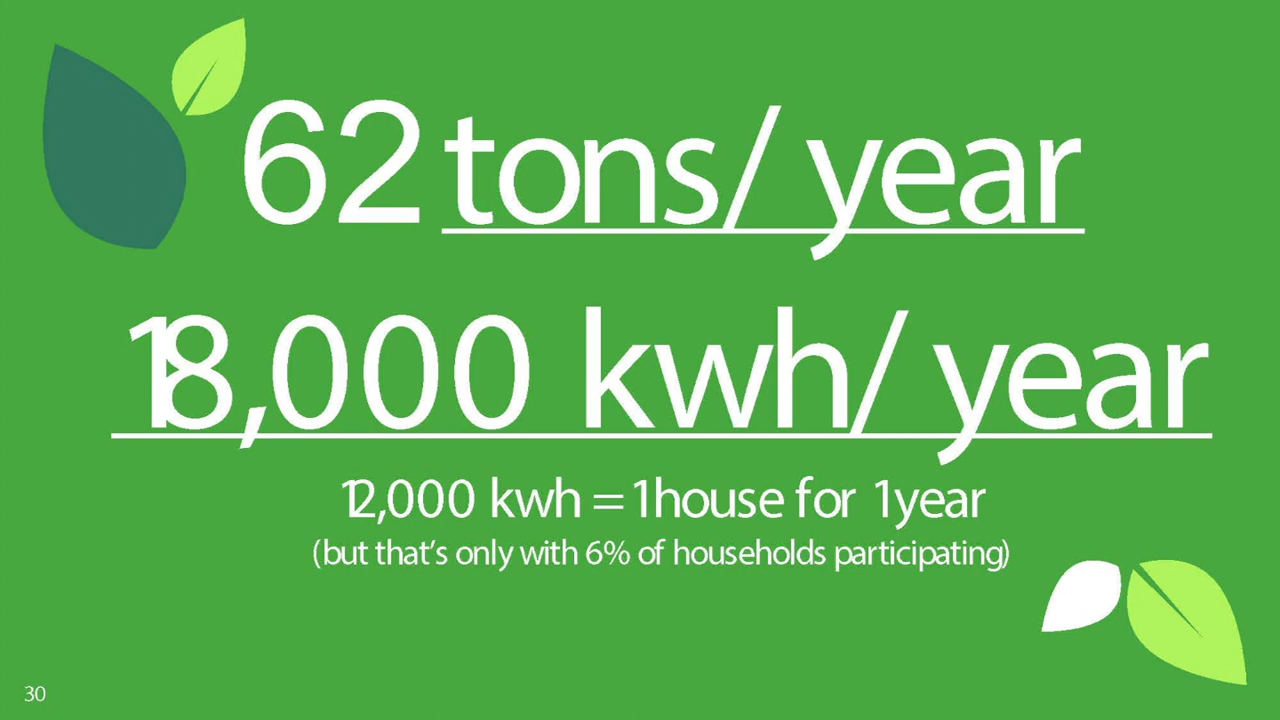 62 tons/ year
18,000 kwh/ year
12,000 kwh = 1 house for 1 year
(but that's only with 6% of households participating)
30